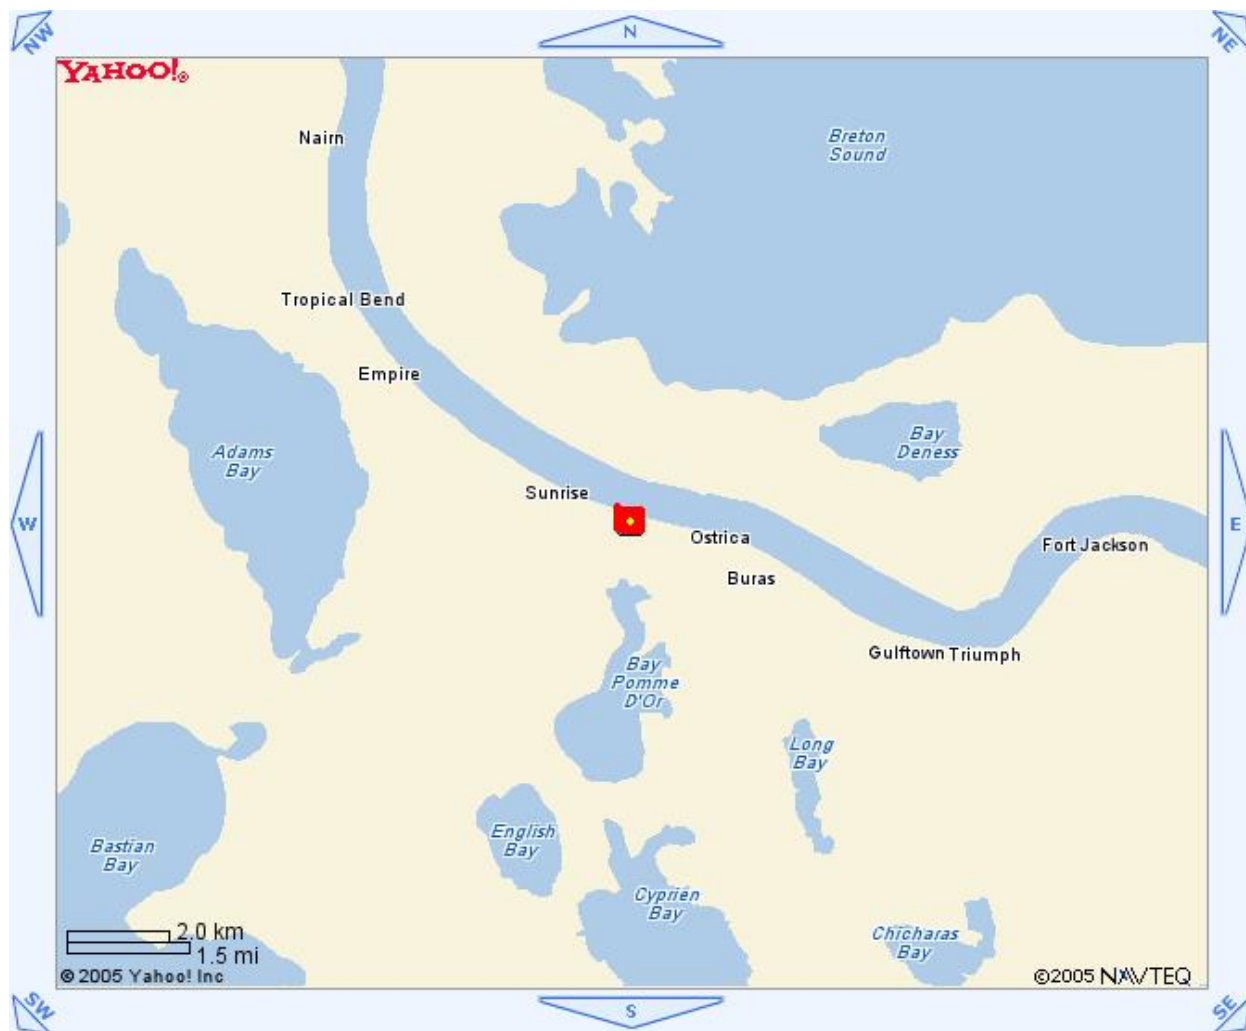 NW
N
NE
YAHOO!®
Nairn
Breton
Sound
Tropical Bend
Empire
Adams
Bay
Bay
Deness
W
E
Sunrise
Ostrica
Fort Jackson
Buras
Gulftown Triumph
Bay
Pomme
D'Or
Long
Bay
English
Bay
Bastian
Bay
Cyprien
Bay
Chicharas
Bay
2.0 km
1.5 mi
© 2005 Yahoo! Inc
©2005 NAVTEQ
SW
S
SE